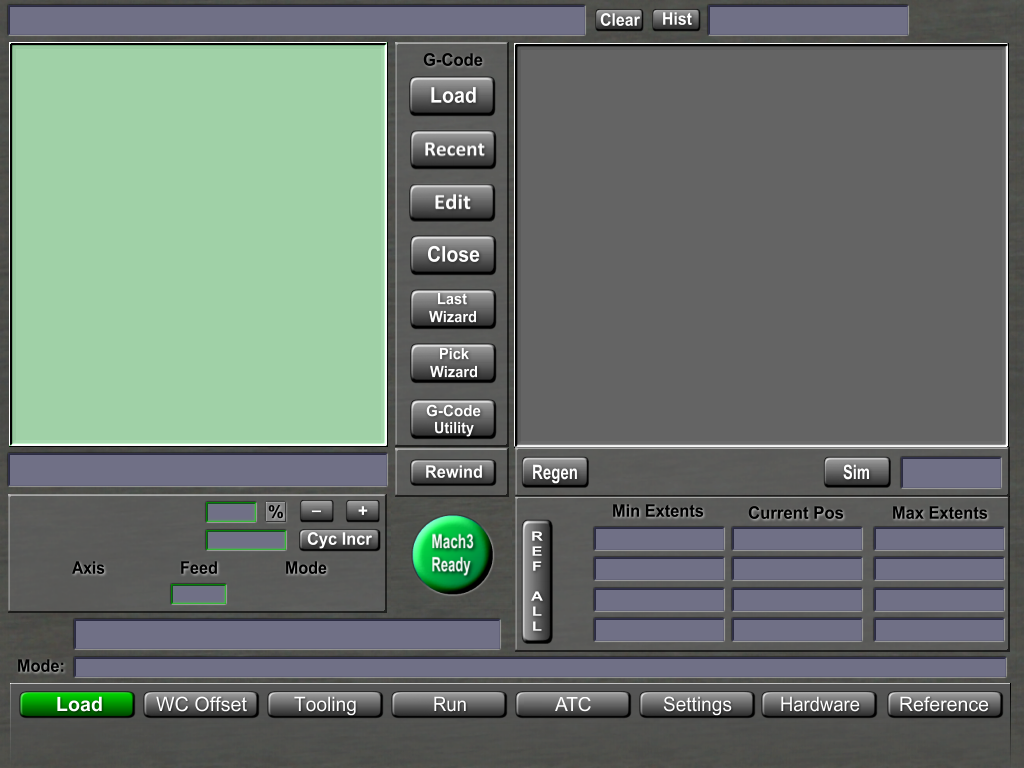 Clear Hist
G-Code
Load
Recent
Edit
Close
Last
Wizard
Pick
Wizard
G-Code
Utility
Rewind
Regen Sim
% − +
Cyc Incr
Axis Feed Mode
Mach3
Ready
REF ALL
Min Extents Current Pos Max Extents
Mode:
Load WC Offset Tooling Run ATC Settings Hardware Reference